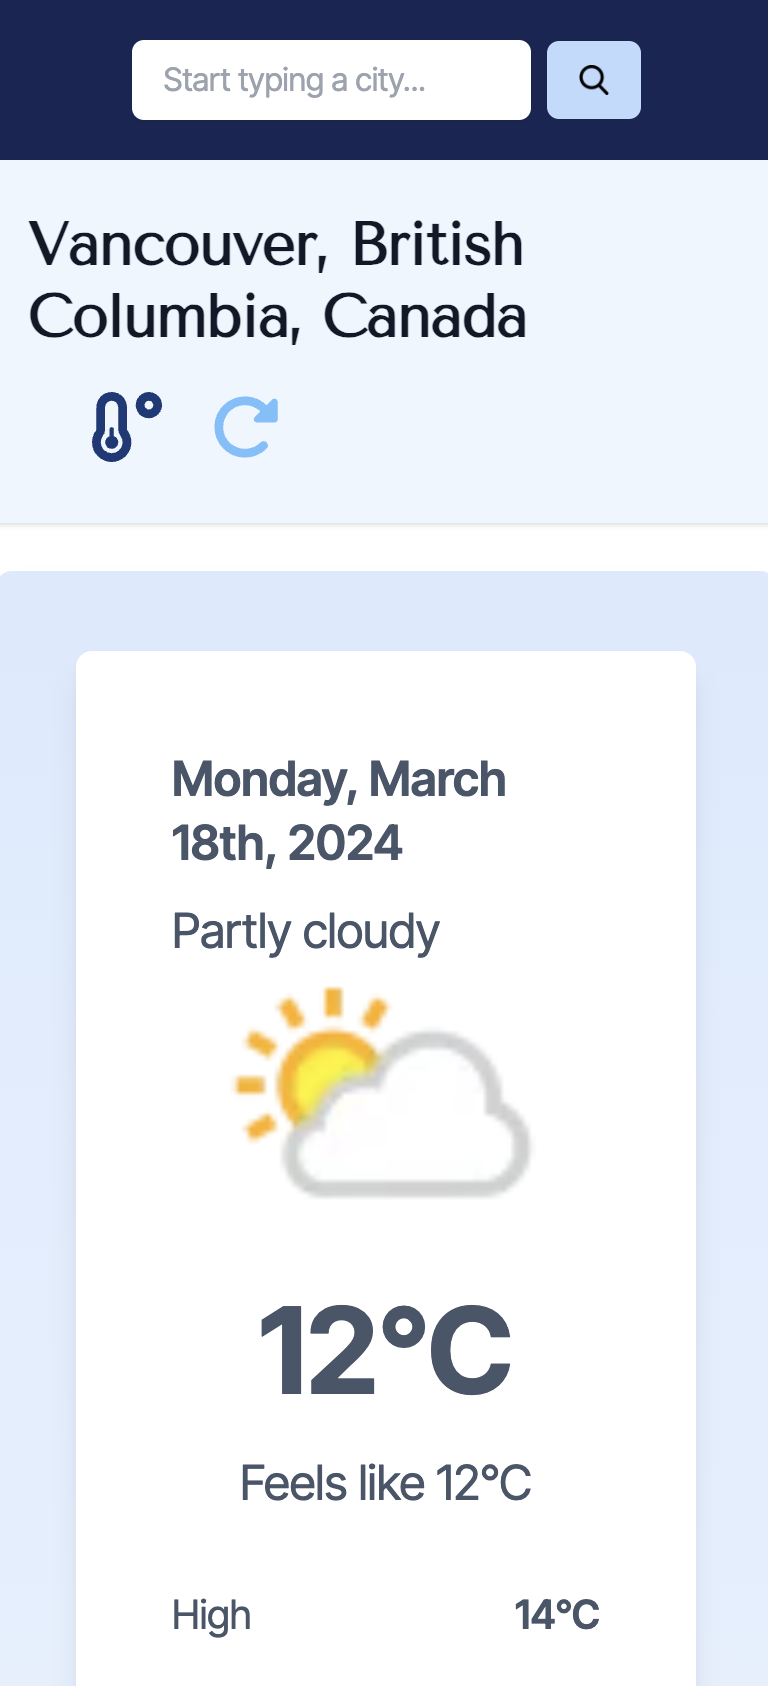 Start typing a city...
Vancouver, British
Columbia, Canada
Monday, March
18th, 2024
Partly cloudy
12°C
Feels like 12°C
High 14°C